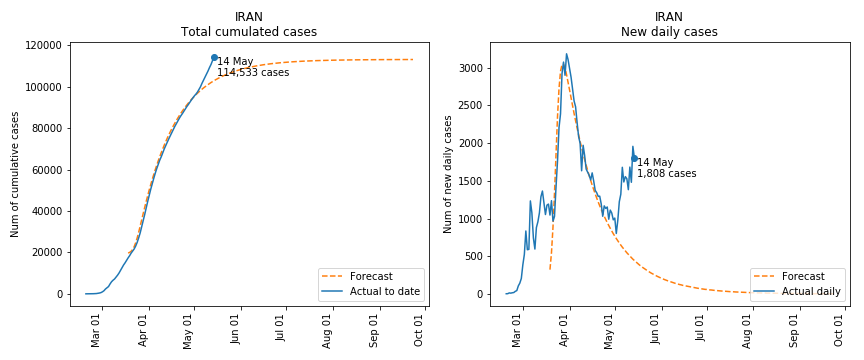 IRAN
Total cumulated cases
Num of cumulative cases
120000
100000
80000
60000
40000
20000
0
14 May
114,533 cases
Forecast
Actual to date
Mar 01
Apr 01
May 01
Jun 01
Jul 01
Aug 01
Sep 01
Oct 01
IRAN
New daily cases
Num of new daily cases
3000
2500
2000
1500
1000
500
0
14 May
1,808 cases
Forecast
Actual daily
Mar 01
Apr 01
May 01
Jun 01
Jul 01
Aug 01
Sep 01
Oct 01